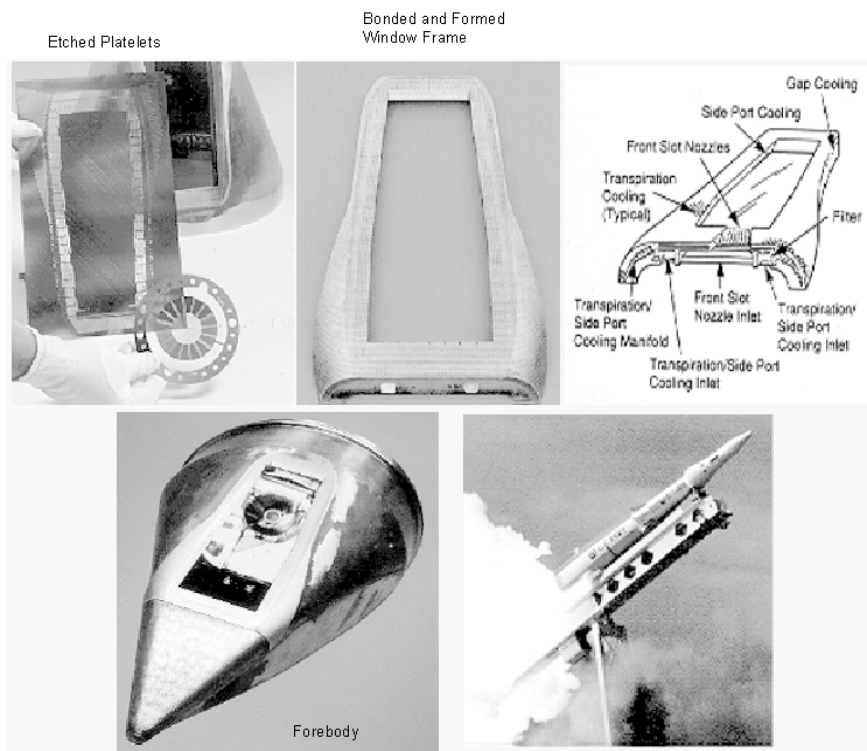 Etched Platelets
Bonded and Formed
Window Frame
Gap Cooling
Side Port Cooling
Front Slot Nozzles
Transpiration
Cooling
(Typical)
Filter
Transpiration/
Side Port
Cooling Manifold
Front Slot
Nozzle Inlet
Transpiration/
Side Port
Cooling Inlet
Transpiration/Side Port
Cooling Inlet
Forebody